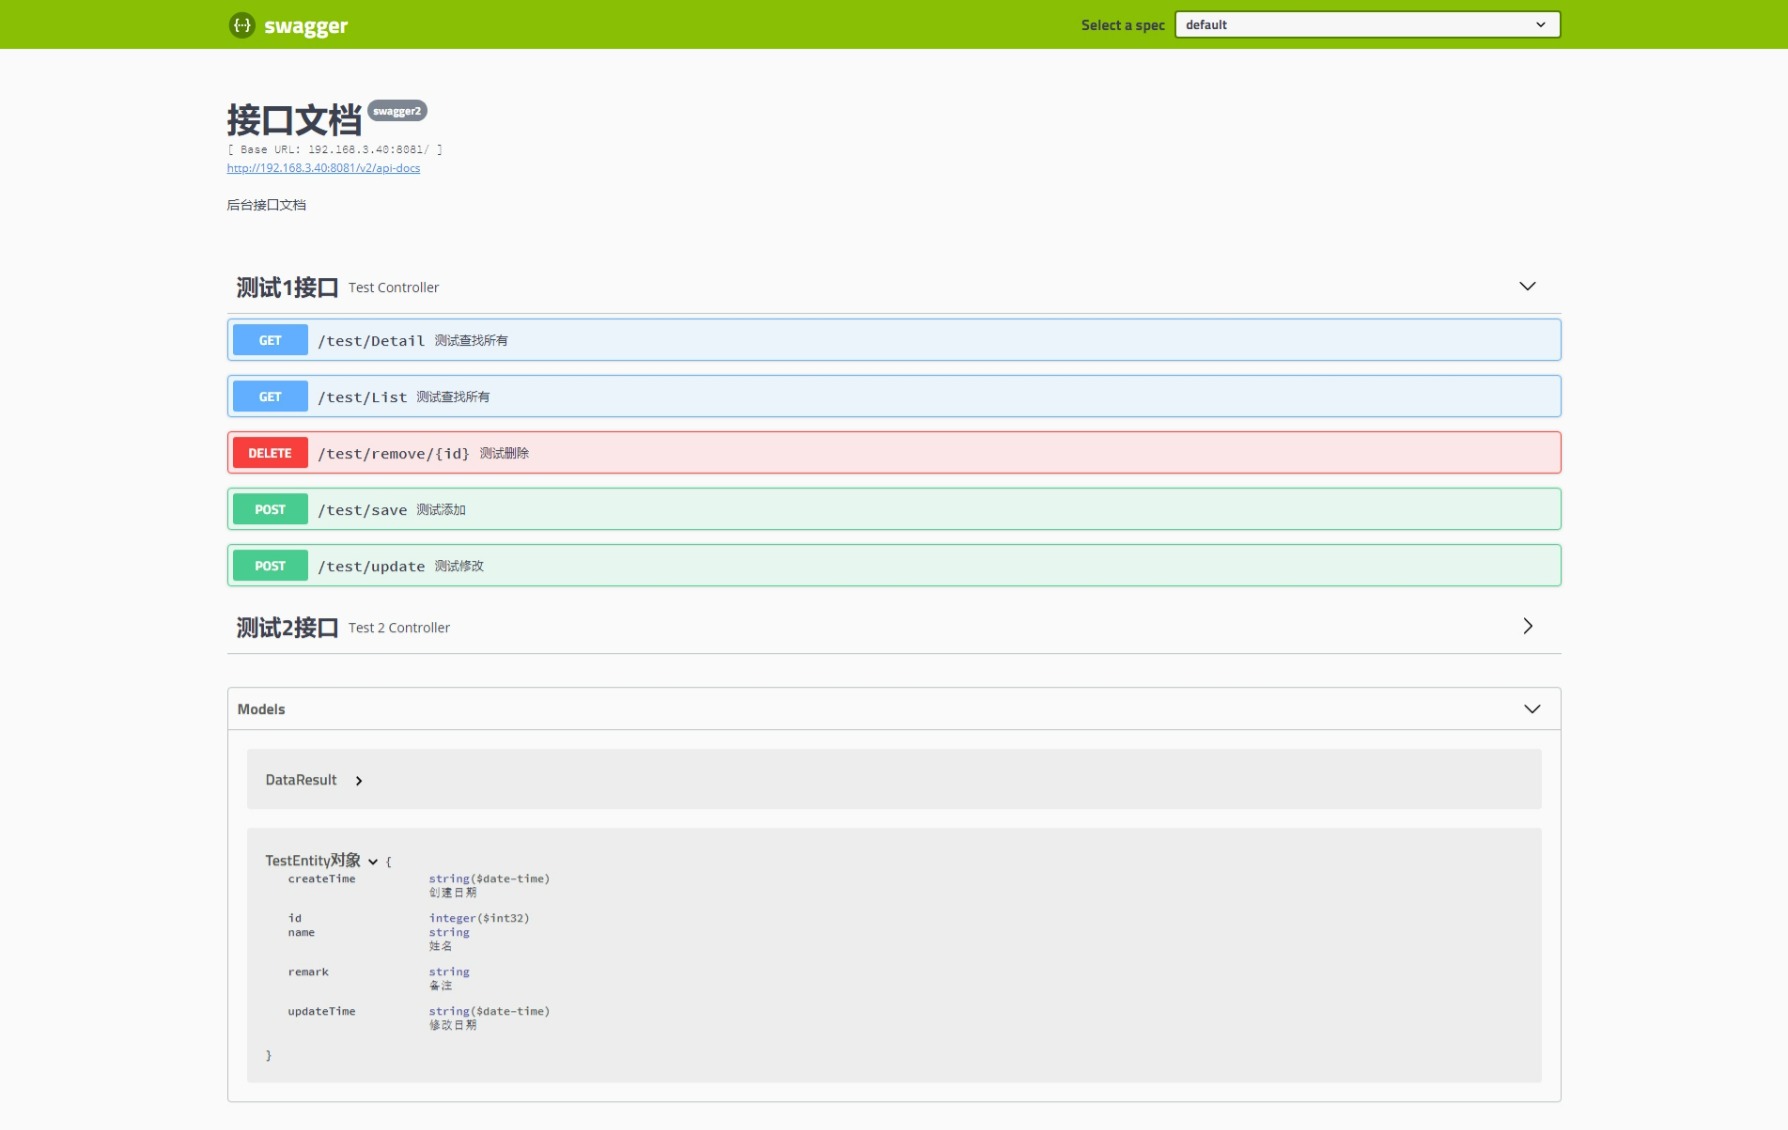 swagger
Select a spec default
接口文档 swagger2
[ Base URL: 192.168.3.40:8081/ ]
http://192.168.3.40:8081/v2/api-docs
后台接口文档
测试1接口 Test Controller
GET /test/Detail 测试查找所有
GET /test/List 测试查找所有
DELETE /test/remove/{id} 测试删除
POST /test/save 测试添加
POST /test/update 测试修改
测试2接口 Test 2 Controller
Models
DataResult
TestEntity对象 {
createTime string($date-time)
创建日期
id integer($int32)
name string
姓名
remark string
备注
updateTime string($date-time)
修改日期
}